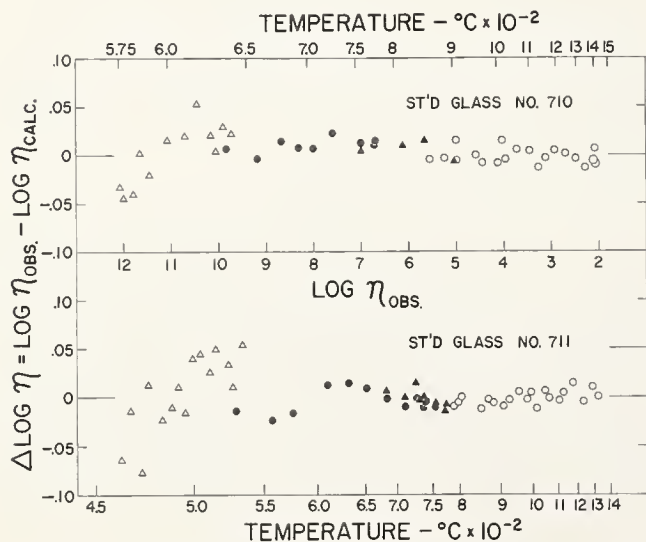 TEMPERATURE – °C × 10⁻²
5.75 6.0 6.5 7.0 7.5 8 9 10 11 12 13 14 15
.10
.05
0
-.05
-.10
ST'D GLASS NO. 710
12 11 10 9 8 7 6 5 4 3 2
LOG η OBS.
Δ LOG η = LOG η OBS. – LOG η CALC.
.10
.05
0
-.05
-.10
ST'D GLASS NO. 711
4.5 5.0 5.5 6.0 6.5 7.0 7.5 8 9 10 11 12 13 14
TEMPERATURE – °C × 10⁻²